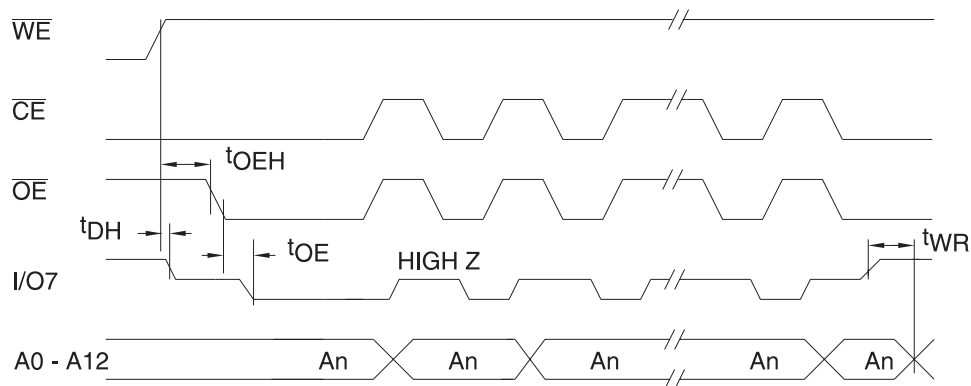 WE
CE
tOEH
OE
tDH
tOE
tWR
HIGH Z
I/O7
A0 - A12 An An An An An